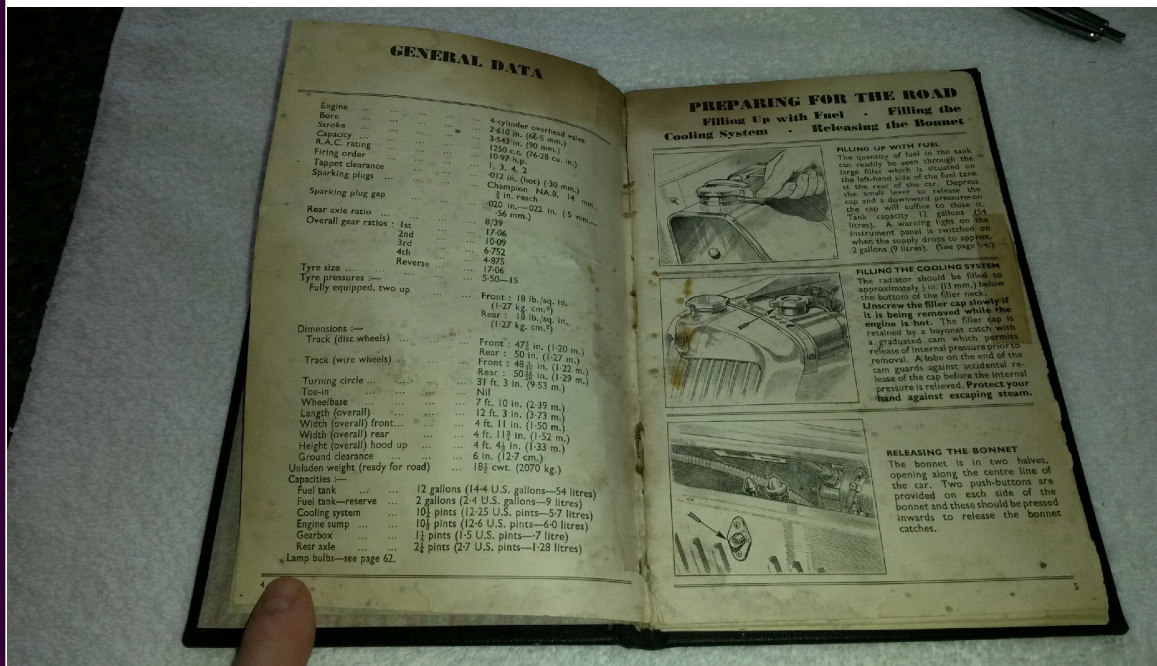 GENERAL DATA
Engine ... ... ... ... ... 4-cylinder overhead valve
Bore ... ... ... ... ... 2·618 in. (66·5 mm.)
Stroke ... ... ... ... ... 3·543 in. (90 mm.)
Capacity ... ... ... ... ... 1250 c.c. (76·28 cu. in.)
R.A.C. rating ... ... ... ... 10·97 h.p.
Firing order ... ... ... ... 1, 3, 4, 2
Tappet clearance ... ... ... ·012 in. (hot) (·30 mm.)
Sparking plugs ... ... ... Champion NA.8, 14 mm.
in. reach
Sparking plug gap ... ... ... ·020 in.—·022 in. (·5 mm.—
·56 mm.)
Rear axle ratio ... ... ... 8/39
Overall gear ratios : 1st ... ... 17·06
2nd ... ... 10·09
3rd ... ... 6·752
4th ... ... 4·875
Reverse ... ... 17·06
Tyre size ... ... ... ... 5·50—15
Tyre pressures :—
Fully equipped, two up ... ... Front : 18 lb./sq. in.
(1·27 kg. cm.²)
Rear : 18 lb./sq. in.
(1·27 kg. cm.²)
Dimensions :—
Track (disc wheels) ... ... Front : 47⅜ in. (1·20 m.)
Rear : 50 in. (1·27 m.)
Track (wire wheels) ... ... Front : 48 in. (1·22 m.)
Rear : 50 in. (1·29 m.)
Turning circle ... ... ... 31 ft. 3 in. (9·53 m.)
Toe-in ... ... ... Nil
Wheelbase ... ... ... 7 ft. 10 in. (2·39 m.)
Length (overall) ... ... ... 12 ft. 3 in. (3·73 m.)
Width (overall) front... ... ... 4 ft. 11 in. (1·50 m.)
Width (overall) rear ... ... 4 ft. 11¾ in. (1·52 m.)
Height (overall) hood up ... ... 4 ft. 4½ in. (1·33 m.)
Ground clearance ... ... ... 6 in. (12·7 cm.)
Unladen weight (ready for road) ... 18½ cwt. (2070 kg.)
Capacities :—
Fuel tank ... ... 12 gallons (14·4 U.S. gallons—54 litres)
Fuel tank—reserve ... 2 gallons (2·4 U.S. gallons—9 litres)
Cooling system ... 10½ pints (12·25 U.S. pints—5·7 litres)
Engine sump ... ... 10½ pints (12·6 U.S. pints—6·0 litres)
Gearbox ... ... 1¼ pints (1·5 U.S. pints—·7 litre)
Rear axle ... ... 2¼ pints (2·7 U.S. pints—1·28 litres)
Lamp bulbs—see page 62.
4
PREPARING FOR THE ROAD
Filling Up with Fuel · Filling the
Cooling System · Releasing the Bonnet
FILLING UP WITH FUEL
The quantity of fuel in the tank
can readily be seen through the
large filler which is situated on
the left-hand side of the fuel tank
at the rear of the car. Depress
the small lever to release the
cap and a downward pressure on
the cap will suffice to close it.
Tank capacity 12 gallons (54
litres). A warning light on the
instrument panel is switched on
when the supply drops to approx.
2 gallons (9 litres). (See page 54.)
FILLING THE COOLING SYSTEM
The radiator should be filled to
approximately ½ in. (13 mm.) below
the bottom of the filler neck.
Unscrew the filler cap slowly if
it is being removed while the
engine is hot. The filler cap is
retained by a bayonet catch with
a graduated cam which permits
release of internal pressure prior to
removal. A lobe on the end of the
cam guards against accidental re-
lease of the cap before the internal
pressure is relieved. Protect your
hand against escaping steam.
RELEASING THE BONNET
The bonnet is in two halves,
opening along the centre line of
the car. Two push-buttons are
provided on each side of the
bonnet and these should be pressed
inwards to release the bonnet
catches.
5